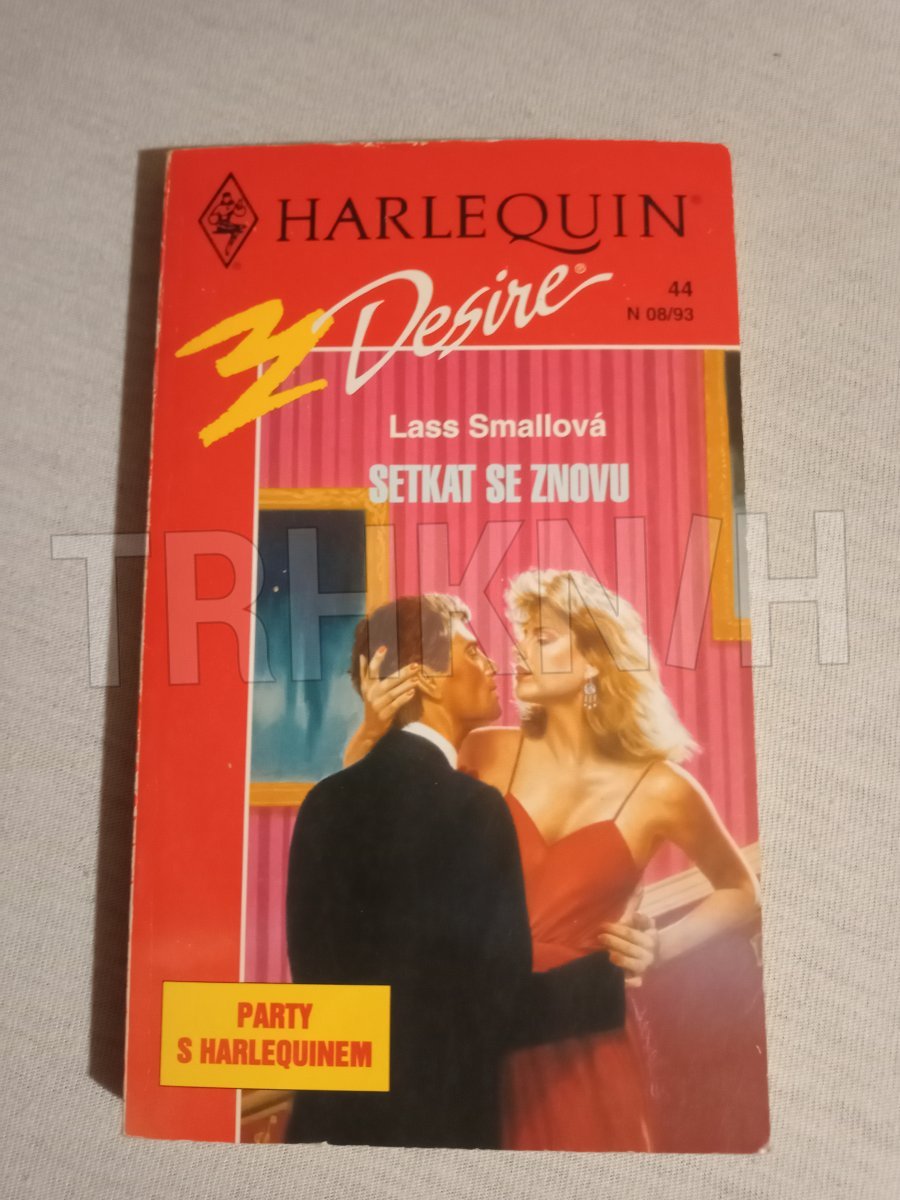 HARLEQUIN®
Desire®
44
N 08/93
Lass Smallová
SETKAT SE ZNOVU
TRHKNIH
PARTY
S HARLEQUINEM